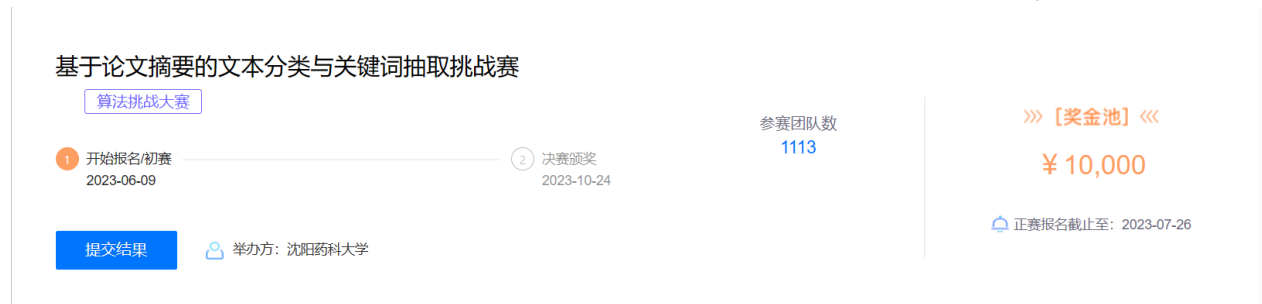 基于论文摘要的文本分类与关键词抽取挑战赛
算法挑战大赛
1 开始报名/初赛
2023-06-09
2 决赛颁奖
2023-10-24
提交结果
举办方：沈阳药科大学
参赛团队数
1113
[奖金池]
¥ 10,000
正赛报名截止至：2023-07-26